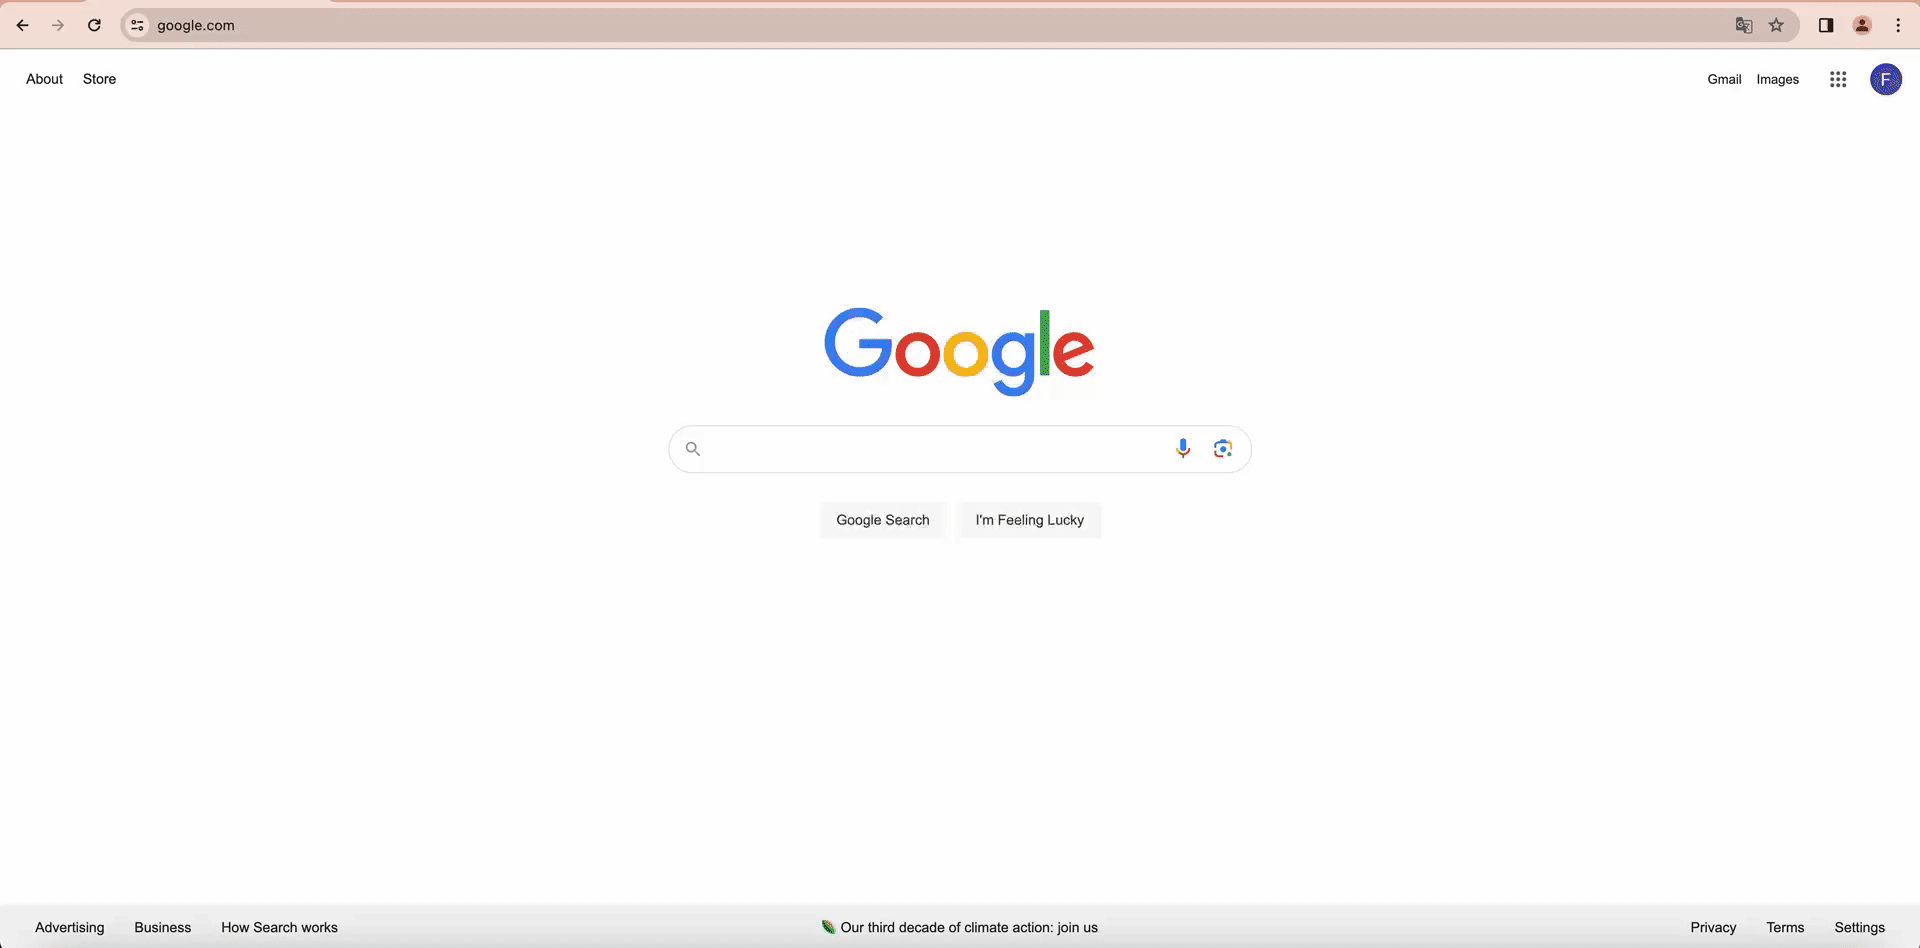 google.com
About Store Gmail Images F
Google
Google Search I'm Feeling Lucky
Advertising Business How Search works Our third decade of climate action: join us Privacy Terms Settings